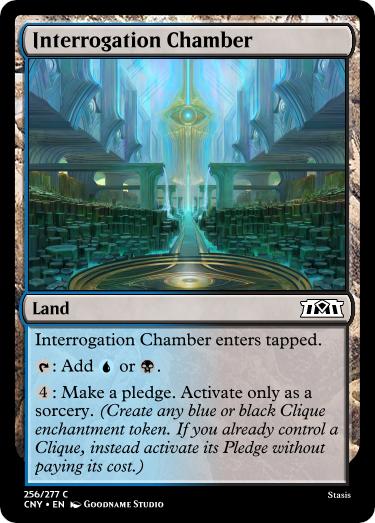 Interrogation Chamber
Land
Interrogation Chamber enters tapped.
: Add or .
4 : Make a pledge. Activate only as a
sorcery. (Create any blue or black Clique
enchantment token. If you already control a
Clique, instead activate its Pledge without
paying its cost.)
256/277 C
Stasis
CNY • EN Goodname Studio